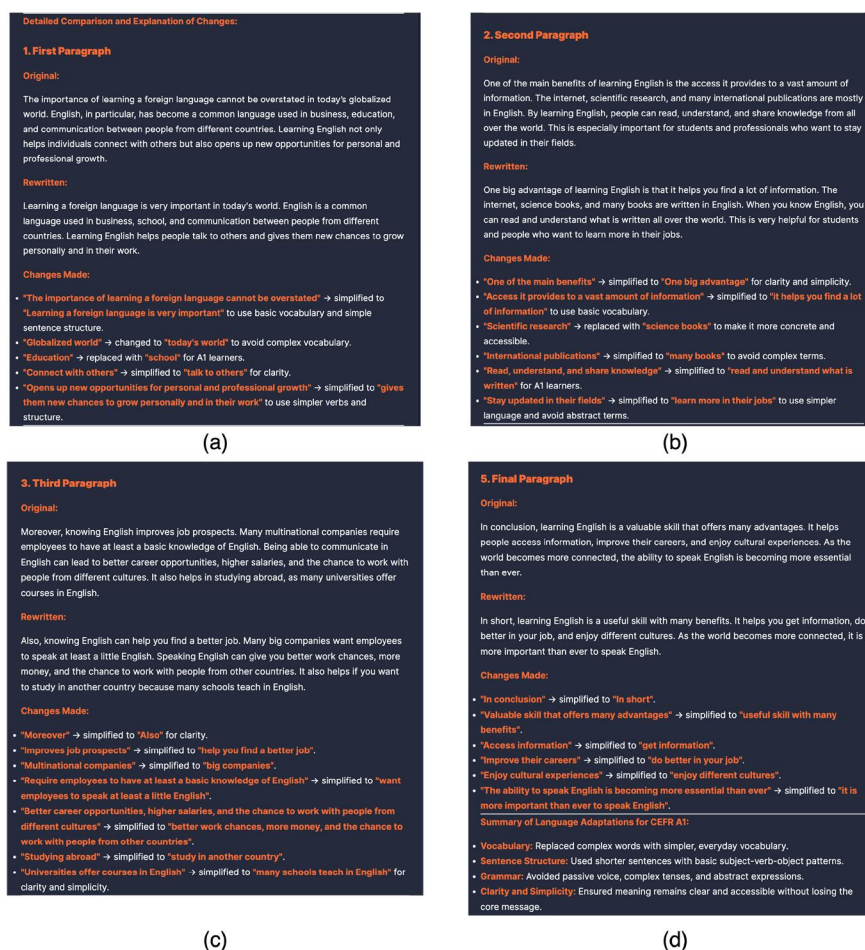 Detailed Comparison and Explanation of Changes:
1. First Paragraph
Original:
The importance of learning a foreign language cannot be overstated in today's globalized
world. English, in particular, has become a common language used in business, education,
and communication between people from different countries. Learning English not only
helps individuals connect with others but also opens up new opportunities for personal and
professional growth.
Rewritten:
Learning a foreign language is very important in today's world. English is a common
language used in business, school, and communication between people from different
countries. Learning English helps people talk to others and gives them new chances to grow
personally and in their work.
Changes Made:
• "The importance of learning a foreign language cannot be overstated" → simplified to
"Learning a foreign language is very important" to use basic vocabulary and simple
sentence structure.
• "Globalized world" → changed to "today's world" to avoid complex vocabulary.
• "Education" → replaced with "school" for A1 learners.
• "Connect with others" → simplified to "talk to others" for clarity.
• "Opens up new opportunities for personal and professional growth" → simplified to "gives
them new chances to grow personally and in their work" to use simpler verbs and
structure.
(a)
2. Second Paragraph
Original:
One of the main benefits of learning English is the access it provides to a vast amount of
information. The internet, scientific research, and many international publications are mostly
in English. By learning English, people can read, understand, and share knowledge from all
over the world. This is especially important for students and professionals who want to stay
updated in their fields.
Rewritten:
One big advantage of learning English is that it helps you find a lot of information. The
internet, science books, and many books are written in English. When you know English, you
can read and understand what is written all over the world. This is very helpful for students
and people who want to learn more in their jobs.
Changes Made:
• "One of the main benefits" → simplified to "One big advantage" for clarity and simplicity.
• "Access it provides to a vast amount of information" → simplified to "it helps you find a lot
of information" to use basic vocabulary.
• "Scientific research" → replaced with "science books" to make it more concrete and
accessible.
• "International publications" → simplified to "many books" to avoid complex terms.
• "Read, understand, and share knowledge" → simplified to "read and understand what is
written" for A1 learners.
• "Stay updated in their fields" → simplified to "learn more in their jobs" to use simpler
language and avoid abstract terms.
(b)
3. Third Paragraph
Original:
Moreover, knowing English improves job prospects. Many multinational companies require
employees to have at least a basic knowledge of English. Being able to communicate in
English can lead to better career opportunities, higher salaries, and the chance to work with
people from different cultures. It also helps in studying abroad, as many universities offer
courses in English.
Rewritten:
Also, knowing English can help you find a better job. Many big companies want employees
to speak at least a little English. Speaking English can give you better work chances, more
money, and the chance to work with people from other countries. It also helps if you want
to study in another country because many schools teach in English.
Changes Made:
• "Moreover" → simplified to "Also" for clarity.
• "Improves job prospects" → simplified to "help you find a better job".
• "Multinational companies" → simplified to "big companies".
• "Require employees to have at least a basic knowledge of English" → simplified to "want
employees to speak at least a little English".
• "Better career opportunities, higher salaries, and the chance to work with people from
different cultures" → simplified to "better work chances, more money, and the chance to
work with people from other countries".
• "Studying abroad" → simplified to "study in another country".
• "Universities offer courses in English" → simplified to "many schools teach in English" for
clarity and simplicity.
(c)
5. Final Paragraph
Original:
In conclusion, learning English is a valuable skill that offers many advantages. It helps
people access information, improve their careers, and enjoy cultural experiences. As the
world becomes more connected, the ability to speak English is becoming more essential
than ever.
Rewritten:
In short, learning English is a useful skill with many benefits. It helps you get information, do
better in your job, and enjoy different cultures. As the world becomes more connected, it is
more important than ever to speak English.
Changes Made:
• "In conclusion" → simplified to "In short".
• "Valuable skill that offers many advantages" → simplified to "useful skill with many
benefits".
• "Access information" → simplified to "get information".
• "Improve their careers" → simplified to "do better in your job".
• "Enjoy cultural experiences" → simplified to "enjoy different cultures".
• "The ability to speak English is becoming more essential than ever" → simplified to "it is
more important than ever to speak English".
Summary of Language Adaptations for CEFR A1:
• Vocabulary: Replaced complex words with simpler, everyday vocabulary.
• Sentence Structure: Used shorter sentences with basic subject-verb-object patterns.
• Grammar: Avoided passive voice, complex tenses, and abstract expressions.
• Clarity and Simplicity: Ensured meaning remains clear and accessible without losing the
core message.
(d)